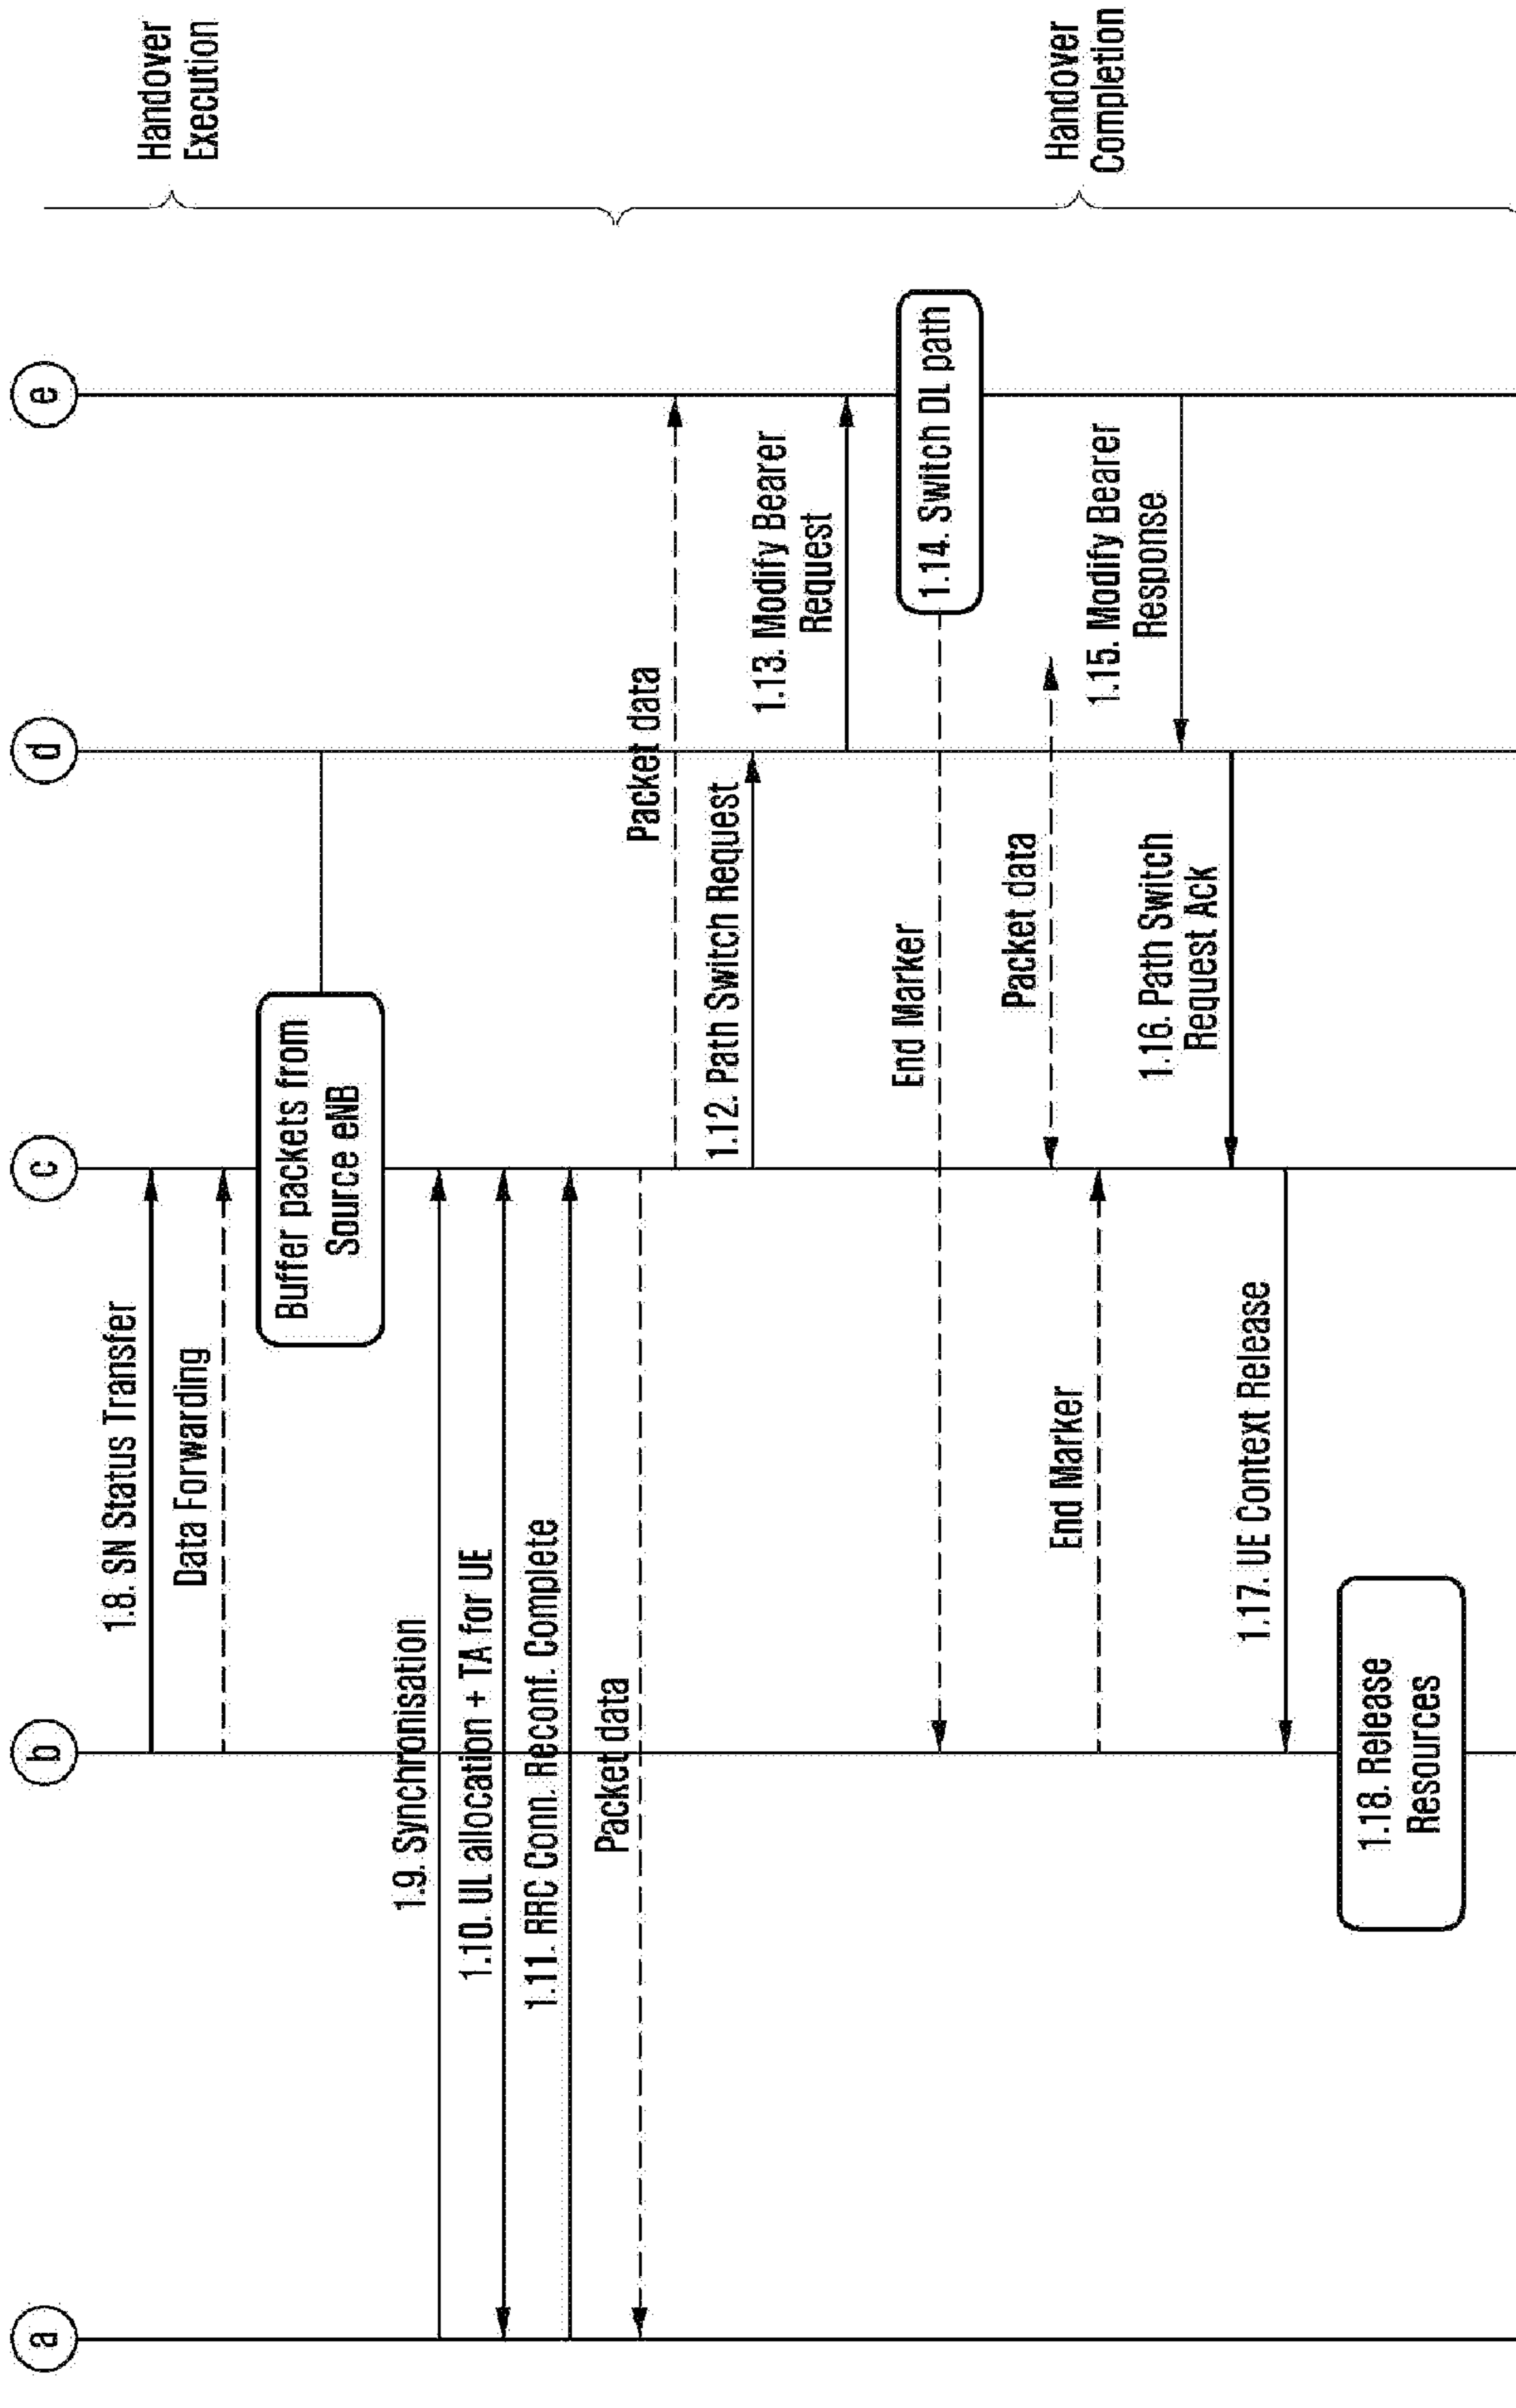 a
b
c
d
e
1.8. SN Status Transfer
Data Forwarding
Buffer packets from
Source eNB
1.9. Synchronisation
1.10. UL allocation + TA for UE
1.11. RRC Conn. Reconf. Complete
Packet data
Packet data
1.12. Path Switch Request
1.13. Modify Bearer
Request
End Marker
1.14. Switch DL path
Packet data
End Marker
1.15. Modify Bearer
Response
1.16. Path Switch
Request Ack
1.17. UE Context Release
1.18. Release
Resources
Handover
Execution
Handover
Completion